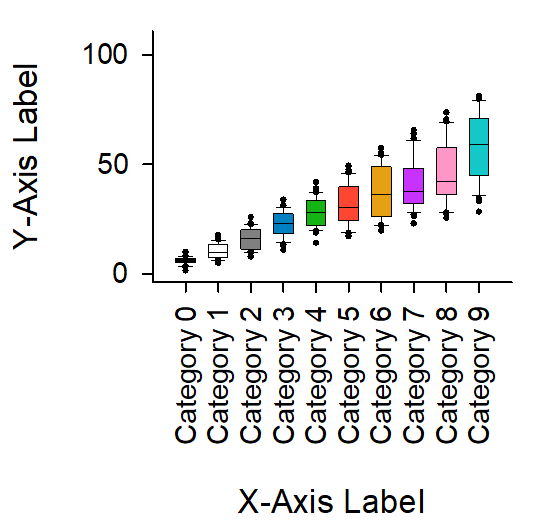 Y-Axis Label
100
50
0
Category 0
Category 1
Category 2
Category 3
Category 4
Category 5
Category 6
Category 7
Category 8
Category 9
X-Axis Label